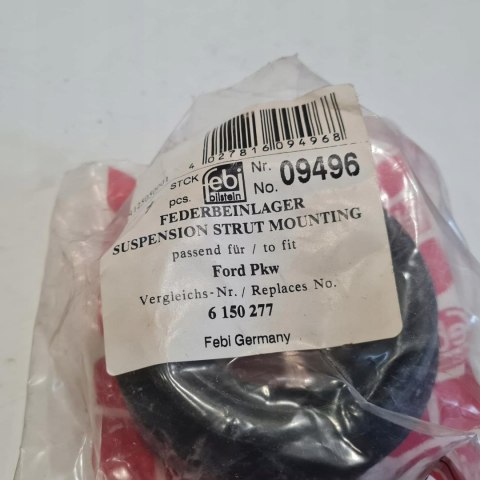 4 027816 094968
STCK
pcs.
febi
bilstein
Nr.
No. 09496
FEDERBEINLAGER
SUSPENSION STRUT MOUNTING
passend für / to fit
Ford Pkw
Vergleichs-Nr. / Replaces No.
6 150 277
Febi Germany